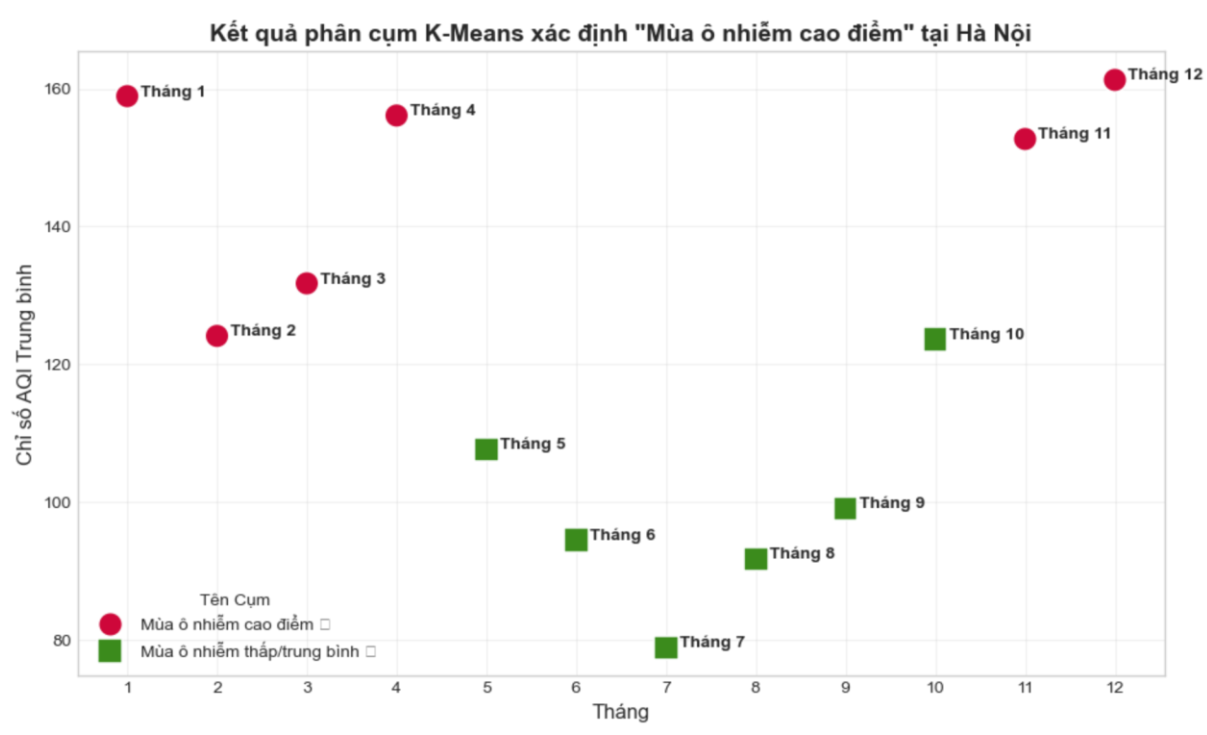 Kết quả phân cụm K-Means xác định "Mùa ô nhiễm cao điểm" tại Hà Nội
Chỉ số AQI Trung bình
160
140
120
100
80
Tháng 1
Tháng 2
Tháng 3
Tháng 4
Tháng 5
Tháng 6
Tháng 7
Tháng 8
Tháng 9
Tháng 10
Tháng 11
Tháng 12
Tên Cụm
Mùa ô nhiễm cao điểm
Mùa ô nhiễm thấp/trung bình
1 2 3 4 5 6 7 8 9 10 11 12
Tháng